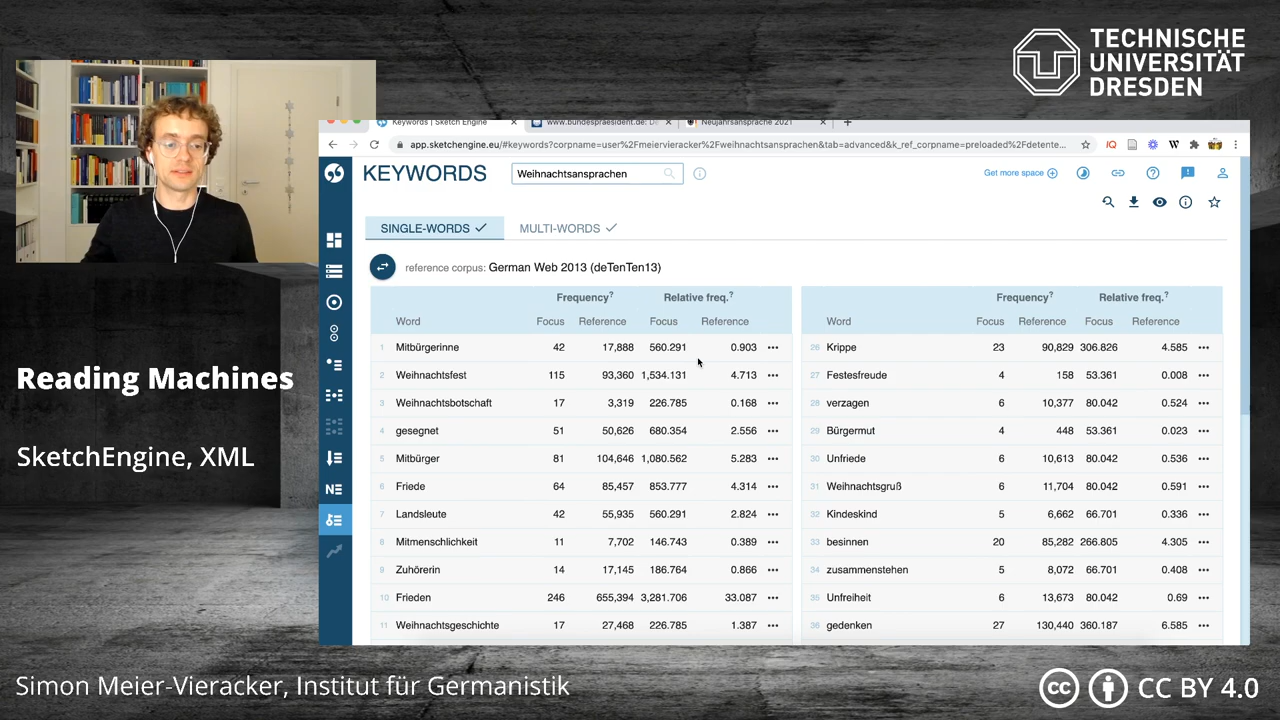 TECHNISCHE
UNIVERSITÄT
DRESDEN
Keywords | Sketch Engine
www.bundespraesident.de: De
Neujahrsansprache 2021
app.sketchengine.eu/#keywords?corpname=user%2Fmeiervieracker%2Fweihnachtsansprachen&tab=advanced&k_ref_corpname=preloaded%2Fdetente...
KEYWORDS
Weihnachtsansprachen
Get more space
SINGLE-WORDS
MULTI-WORDS
reference corpus: German Web 2013 (deTenTen13)
Frequency? Relative freq.? Frequency? Relative freq.?
Word Focus Reference Focus Reference Word Focus Reference Focus Reference
1 Mitbürgerinne 42 17,888 560.291 0.903 ••• 26 Krippe 23 90,829 306.826 4.585 •••
2 Weihnachtsfest 115 93,360 1,534.131 4.713 ••• 27 Festesfreude 4 158 53.361 0.008 •••
3 Weihnachtsbotschaft 17 3,319 226.785 0.168 ••• 28 verzagen 6 10,377 80.042 0.524 •••
4 gesegnet 51 50,626 680.354 2.556 ••• 29 Bürgermut 4 448 53.361 0.023 •••
5 Mitbürger 81 104,646 1,080.562 5.283 ••• 30 Unfriede 6 10,613 80.042 0.536 •••
6 Friede 64 85,457 853.777 4.314 ••• 31 Weihnachtsgruß 6 11,704 80.042 0.591 •••
7 Landsleute 42 55,935 560.291 2.824 ••• 32 Kindeskind 5 6,662 66.701 0.336 •••
8 Mitmenschlichkeit 11 7,702 146.743 0.389 ••• 33 besinnen 20 85,282 266.805 4.305 •••
9 Zuhörerin 14 17,145 186.764 0.866 ••• 34 zusammenstehen 5 8,072 66.701 0.408 •••
10 Frieden 246 655,394 3,281.706 33.087 ••• 35 Unfreiheit 6 13,673 80.042 0.69 •••
11 Weihnachtsgeschichte 17 27,468 226.785 1.387 ••• 36 gedenken 27 130,440 360.187 6.585 •••
Reading Machines
SketchEngine, XML
Simon Meier-Vieracker, Institut für Germanistik
CC BY 4.0